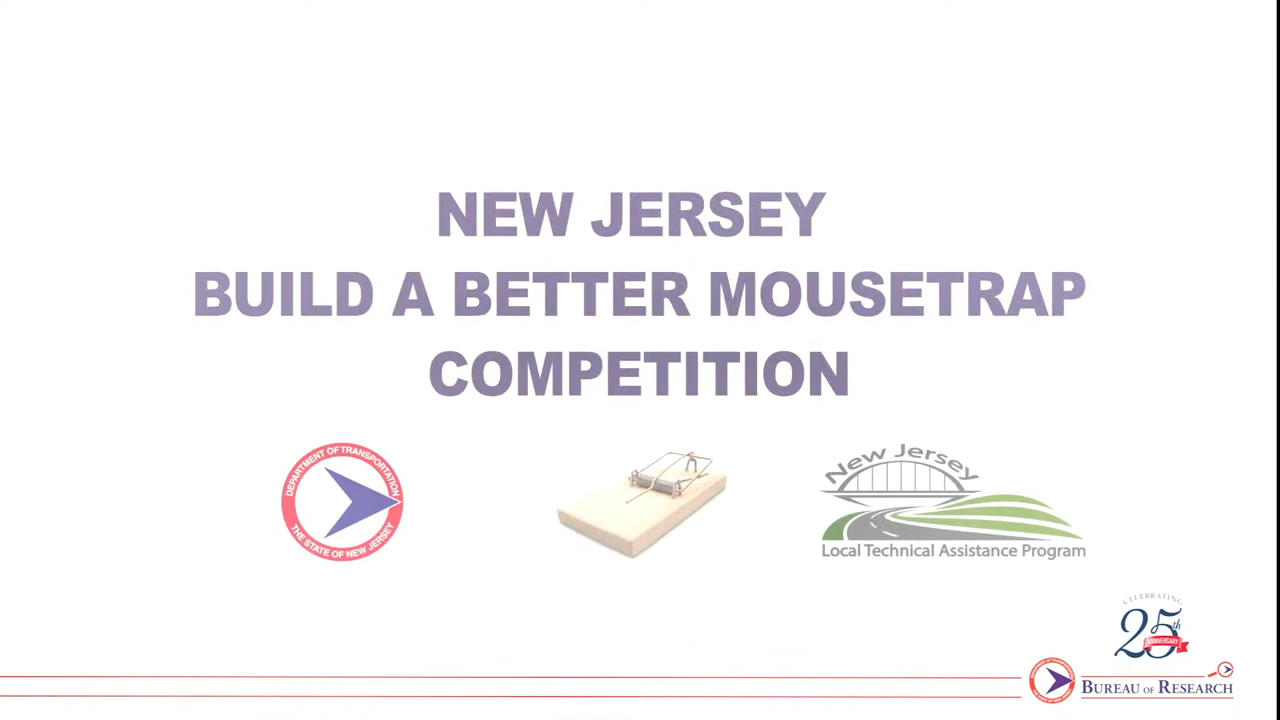 NEW JERSEY
BUILD A BETTER MOUSETRAP
COMPETITION
DEPARTMENT OF TRANSPORTATION
THE STATE OF NEW JERSEY
New Jersey
Local Technical Assistance Program
CELEBRATING
25th
ANNIVERSARY
BUREAU OF RESEARCH